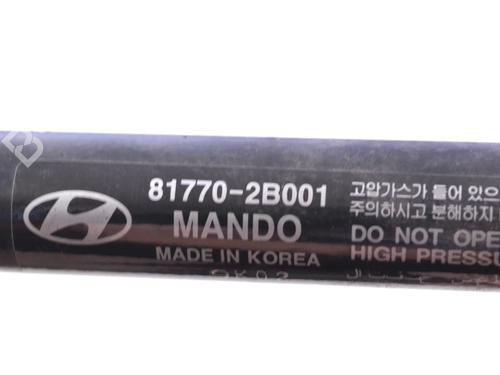 81770-2B001
MANDO
MADE IN KOREA
고압가스가 들어 있으
주의하시고 분해하지
DO NOT OPE
HIGH PRESSU